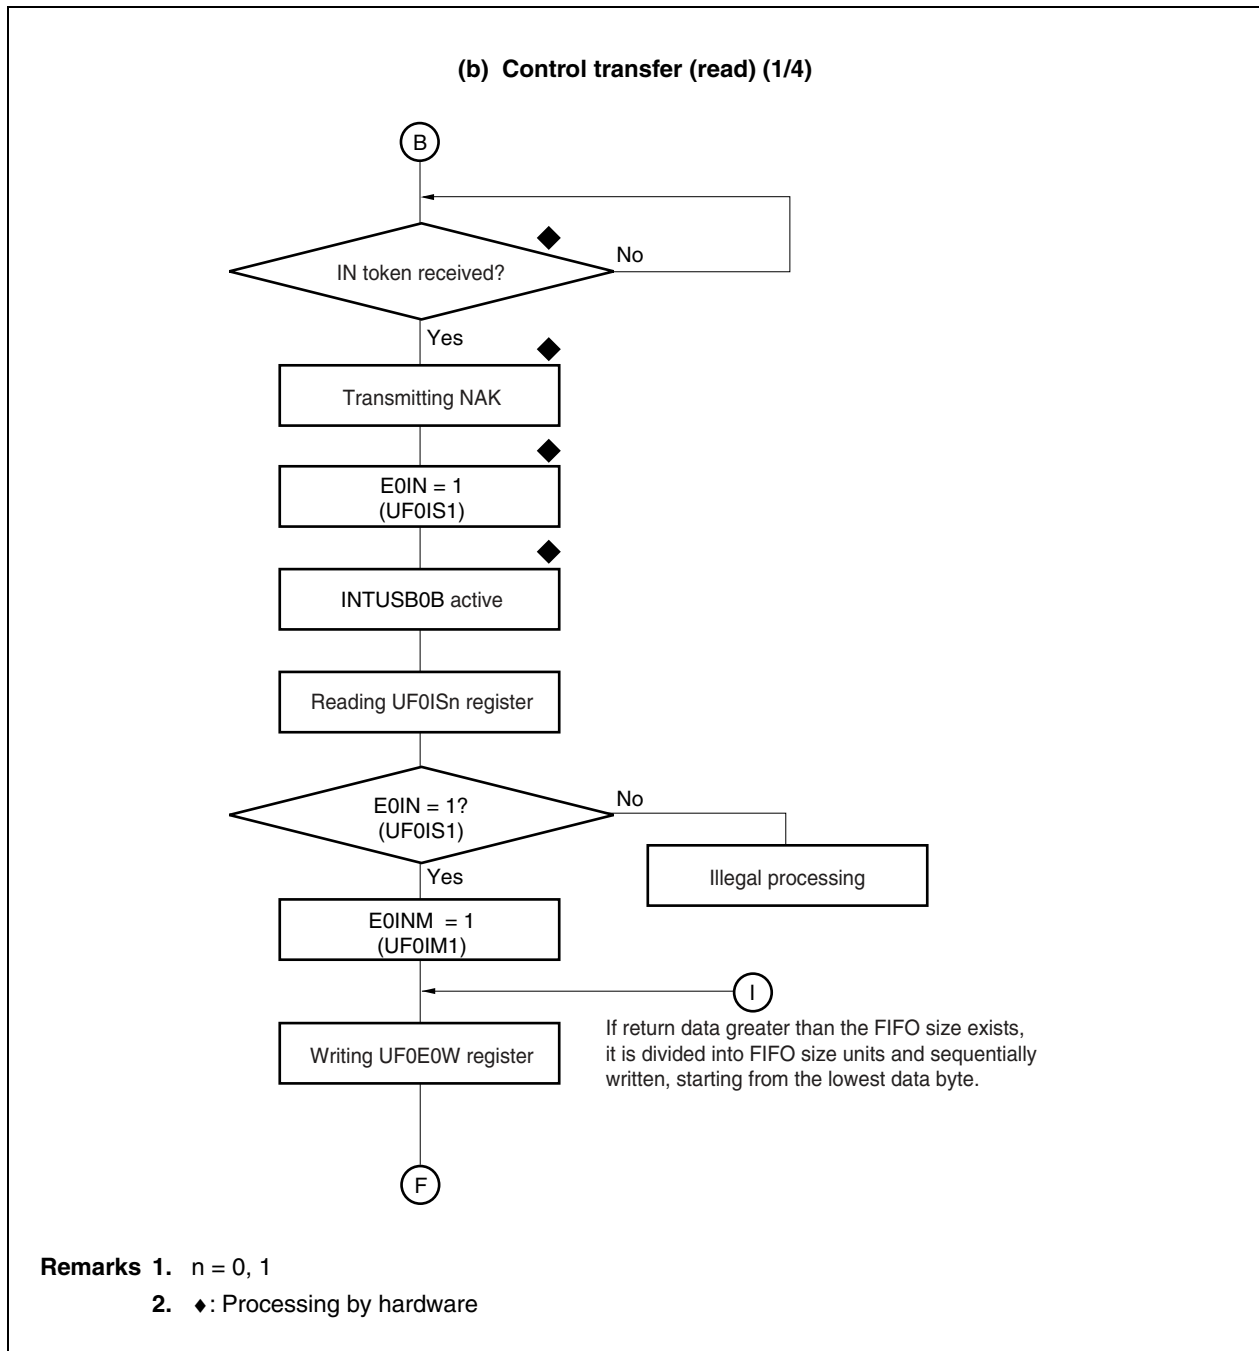 (b) Control transfer (read) (1/4)
B
IN token received?
No
Yes
Transmitting NAK
E0IN = 1
(UF0IS1)
INTUSB0B active
Reading UF0ISn register
E0IN = 1?
(UF0IS1)
No
Illegal processing
Yes
E0INM = 1
(UF0IM1)
I
If return data greater than the FIFO size exists,
it is divided into FIFO size units and sequentially
written, starting from the lowest data byte.
Writing UF0E0W register
F
Remarks 1. n = 0, 1
2. ♦: Processing by hardware